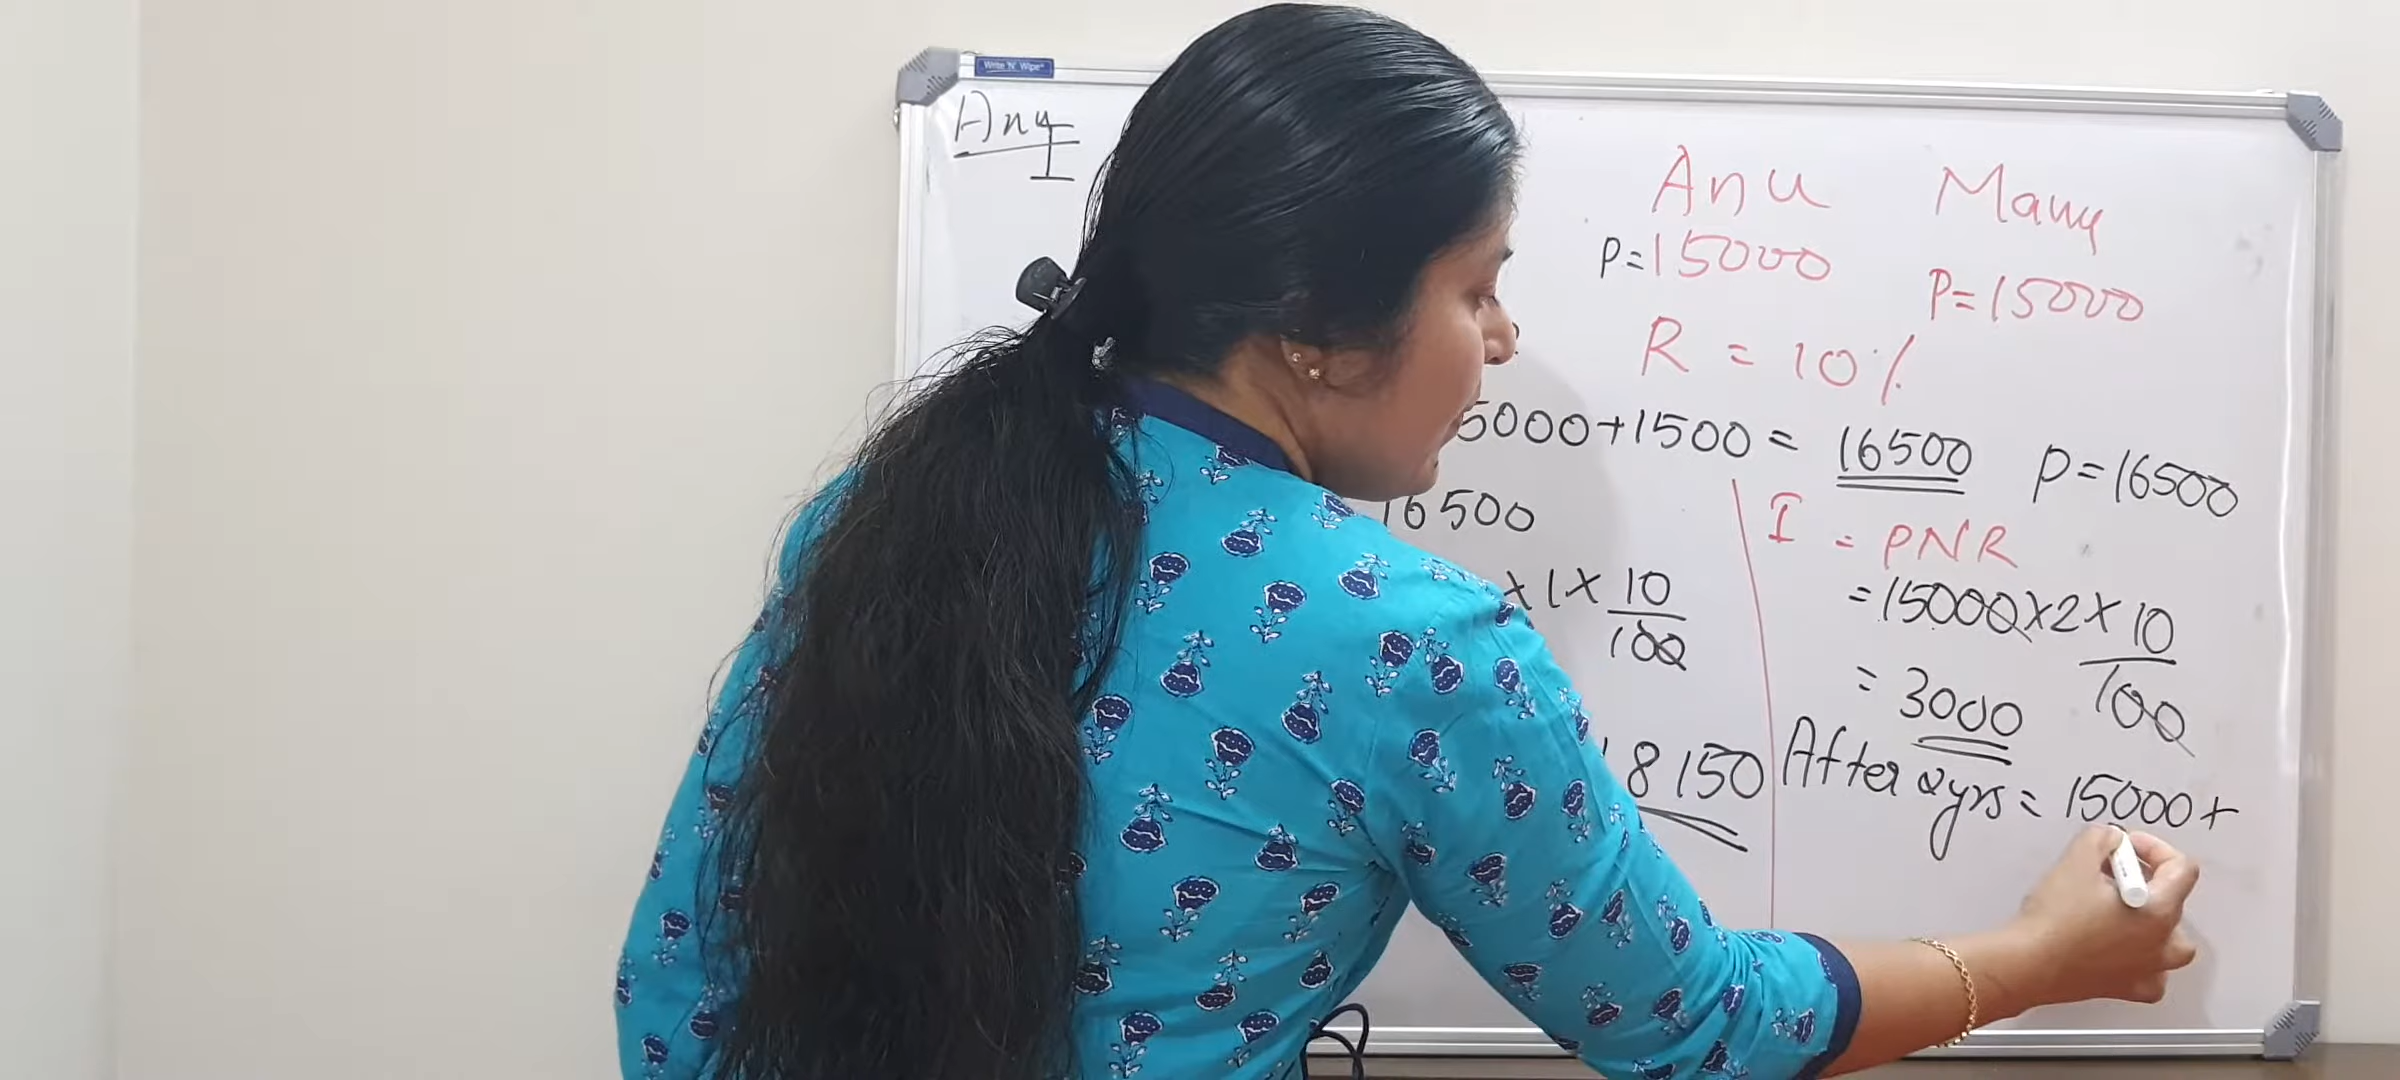 Write 'N' Wipe
Anu
I
Anu Manu
P=15000 P=15000
R = 10%
5000+1500 = 16500 P=16500
16500
I = PNR
x 1 x 10/100
= 15000 x 2 x 10/100
= 3000
18150
After 2yrs = 15000+